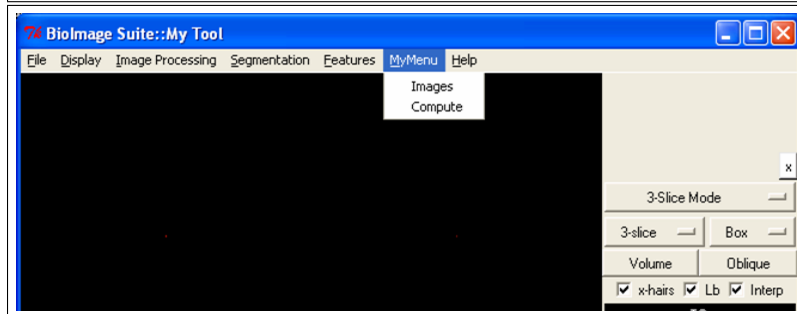 BioImage Suite::My Tool
File Display Image Processing Segmentation Features MyMenu Help
Images
Compute
x
3-Slice Mode
3-slice Box
Volume Oblique
x-hairs Lb Interp